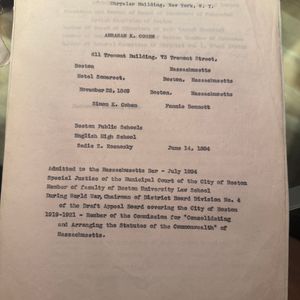 Chrysler Building, New York, N. Y.
ABRAHAM K. COHEN
611 Tremont Building, 73 Tremont Street,
Boston Massachusetts
Hotel Somerset, Boston, Massachusetts
November 22, 1869 Boston, Massachusetts
Simon K. Cohen Fannie Bennett
Boston Public Schools
English High School
Sadie Z. Rosnosky June 14, 1894
Admitted to the Massachusetts Bar - July 1894
Special Justice of the Municipal Court of the City of Boston
Member of faculty of Boston University Law School
During World War, Chairman of District Board Division No. 4
of the Draft Appeal Board covering the City of Boston
1919-1921 - Member of the Commission for "Consolidating
and Arranging the Statutes of the Commonwealth" of
Massachusetts.